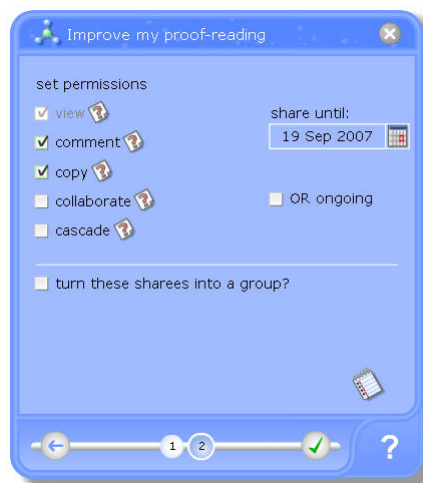 Improve my proof-reading
set permissions
view
share until:
comment
19 Sep 2007
copy
collaborate
OR ongoing
cascade
turn these sharees into a group?
1 2
?